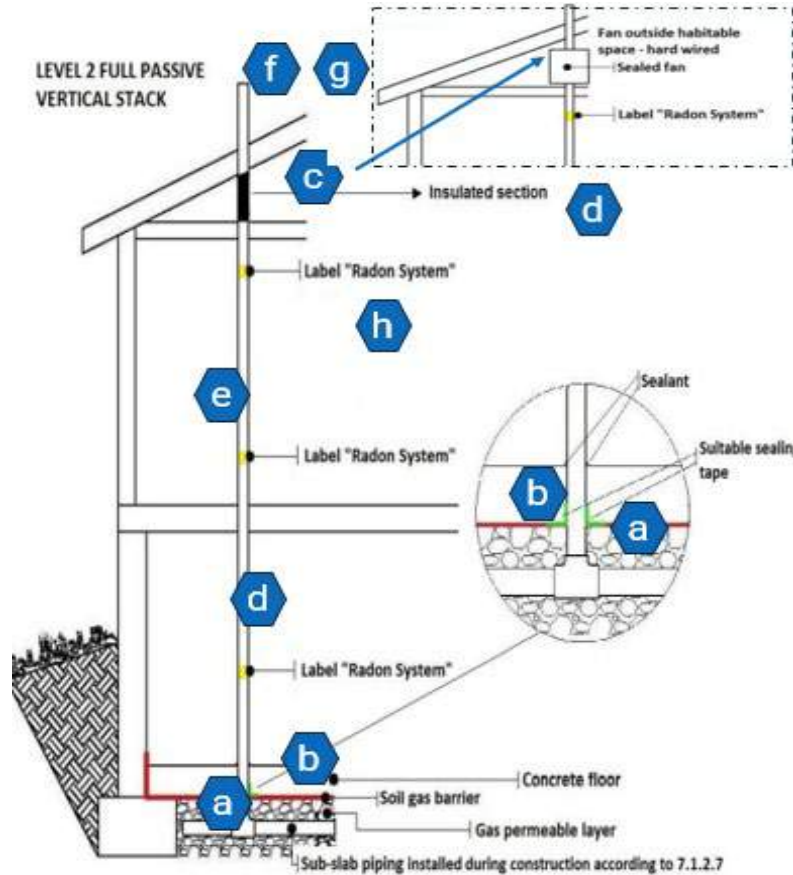 LEVEL 2 FULL PASSIVE
VERTICAL STACK
f
g
Fan outside habitable
space - hard wired
Sealed fan
Label "Radon System"
c
Insulated section
d
Label "Radon System"
h
e
Sealant
Label "Radon System"
Suitable sealing
tape
b
a
d
Label "Radon System"
b
Concrete floor
a
Soil gas barrier
Gas permeable layer
Sub-slab piping installed during construction according to 7.1.2.7